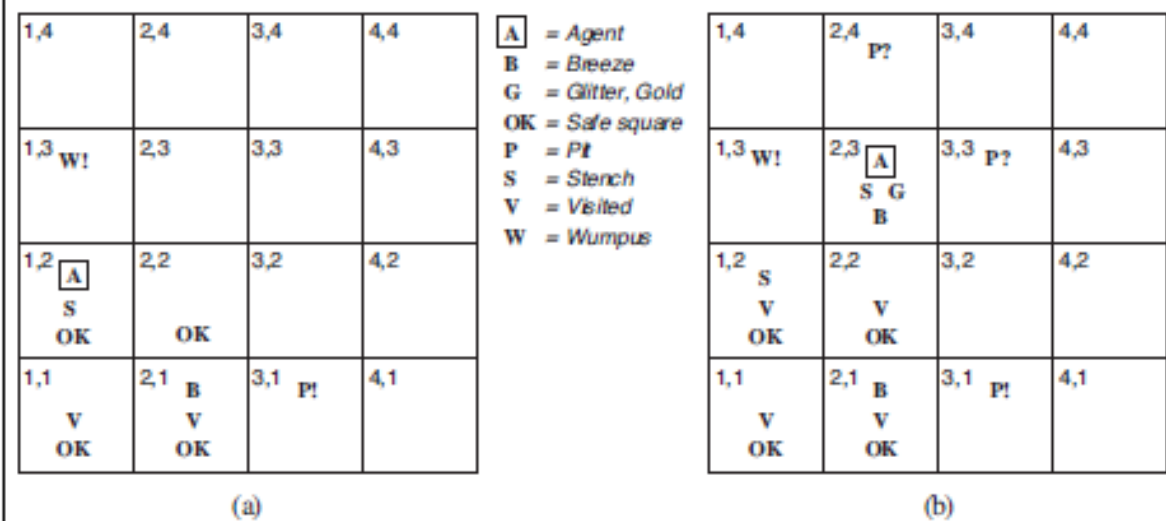 1,4 2,4 3,4 4,4
1,3 W! 2,3 3,3 4,3
1,2 A 2,2 3,2 4,2
S
OK OK
1,1 2,1 B 3,1 P! 4,1
V V
OK OK
(a)
A = Agent
B = Breeze
G = Glitter, Gold
OK = Safe square
P = Pit
S = Stench
V = Visited
W = Wumpus
1,4 2,4 P? 3,4 4,4
1,3 W! 2,3 A 3,3 P? 4,3
S G
B
1,2 S 2,2 3,2 4,2
V V
OK OK
1,1 2,1 B 3,1 P! 4,1
V V
OK OK
(b)